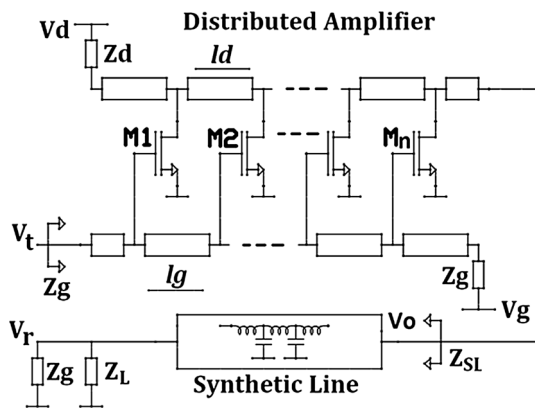 Distributed Amplifier
Vd
Zd
ld
M1
M2
Mn
Vt
Zg
lg
Zg
Vg
Vr
Vo
Zg
ZL
ZSL
Synthetic Line